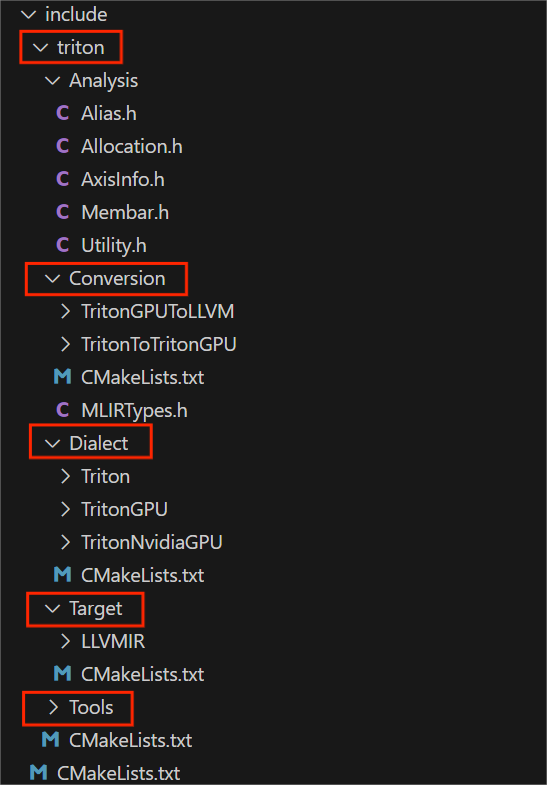 include
triton
Analysis
C Alias.h
C Allocation.h
C AxisInfo.h
C Membar.h
C Utility.h
Conversion
TritonGPUToLLVM
TritonToTritonGPU
M CMakeLists.txt
C MLIRTypes.h
Dialect
Triton
TritonGPU
TritonNvidiaGPU
M CMakeLists.txt
Target
LLVMIR
M CMakeLists.txt
Tools
M CMakeLists.txt
M CMakeLists.txt